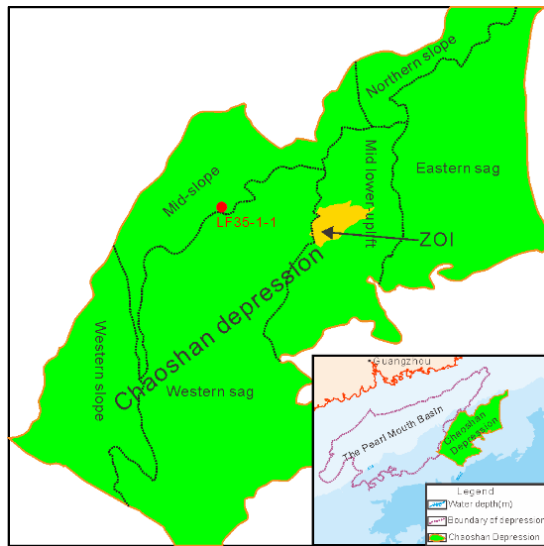 Northern slope
Mid lower uplift
Eastern sag
Mid-slope
LF35-1-1
ZOI
Chaoshan depression
Western slope
Western sag
Guangzhou
The Pearl Mouth Basin
Chaoshan
Depression
Legend
Water depth(m)
Boundary of depression
Chaoshan Depression